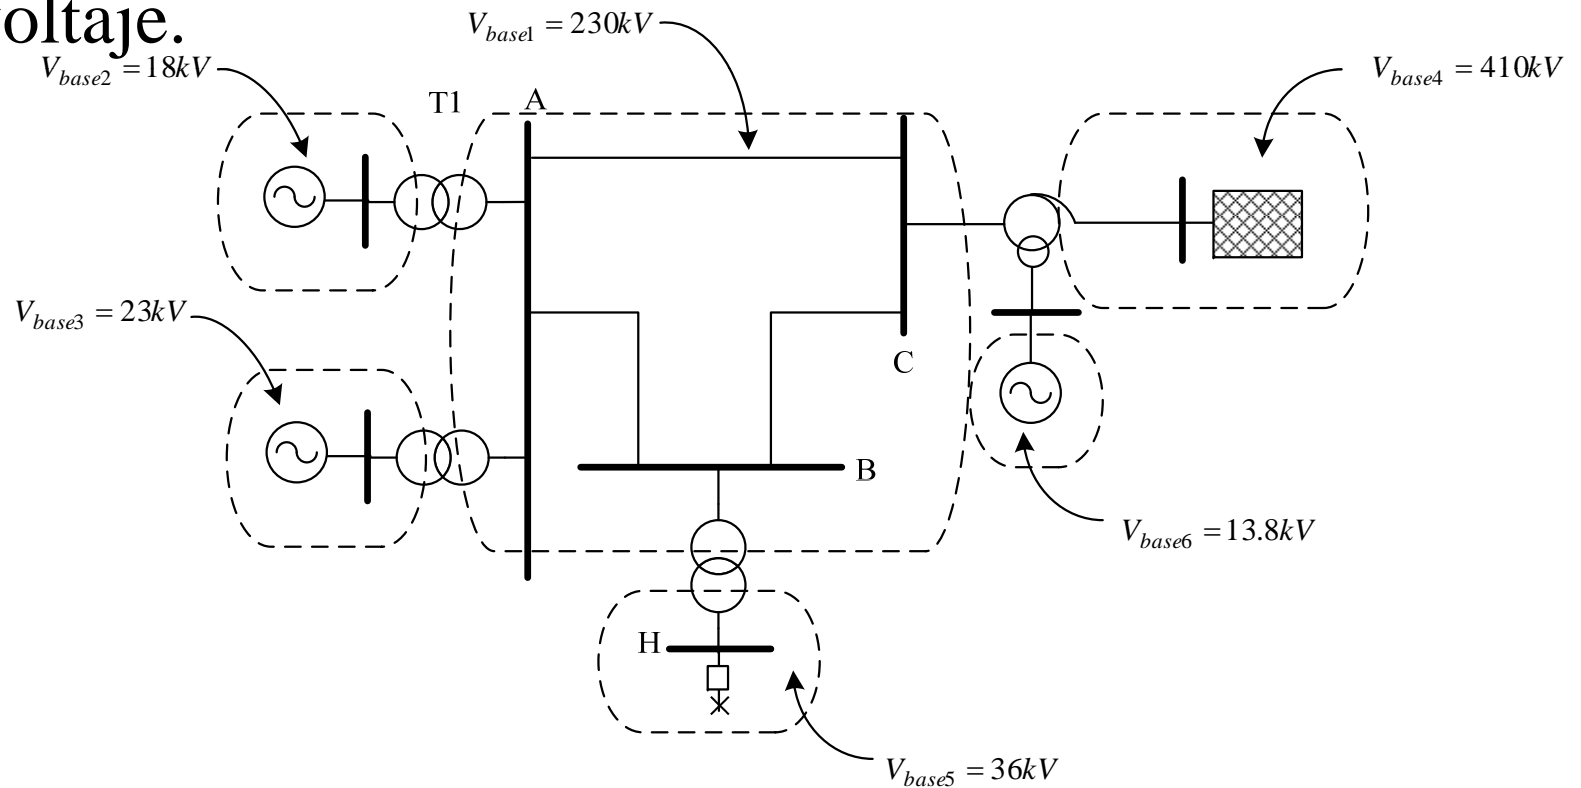 oltaje.
V_base1 = 230kV
V_base2 = 18kV
V_base4 = 410kV
T1
A
V_base3 = 23kV
C
B
V_base6 = 13.8kV
H
V_base5 = 36kV